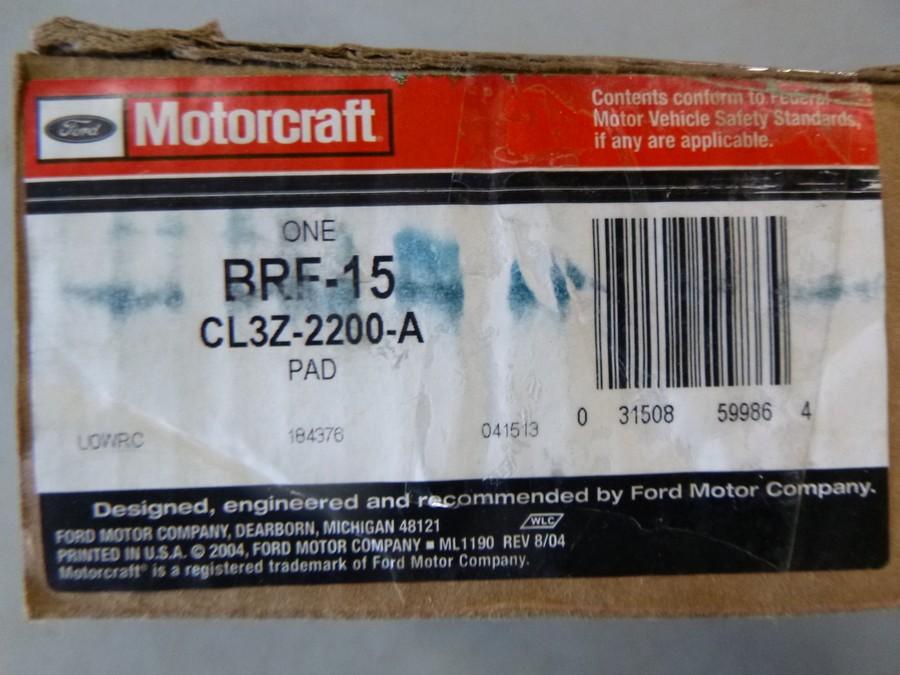 Ford Motorcraft
Contents conform to Federal
Motor Vehicle Safety Standards,
if any are applicable.
ONE
BRF-15
CL3Z-2200-A
PAD
UOWRC 184376 041513
0 31508 59986 4
Designed, engineered and recommended by Ford Motor Company.
FORD MOTOR COMPANY, DEARBORN, MICHIGAN 48121
WLC
PRINTED IN U.S.A. © 2004, FORD MOTOR COMPANY ■ ML1190 REV 8/04
Motorcraft® is a registered trademark of Ford Motor Company.